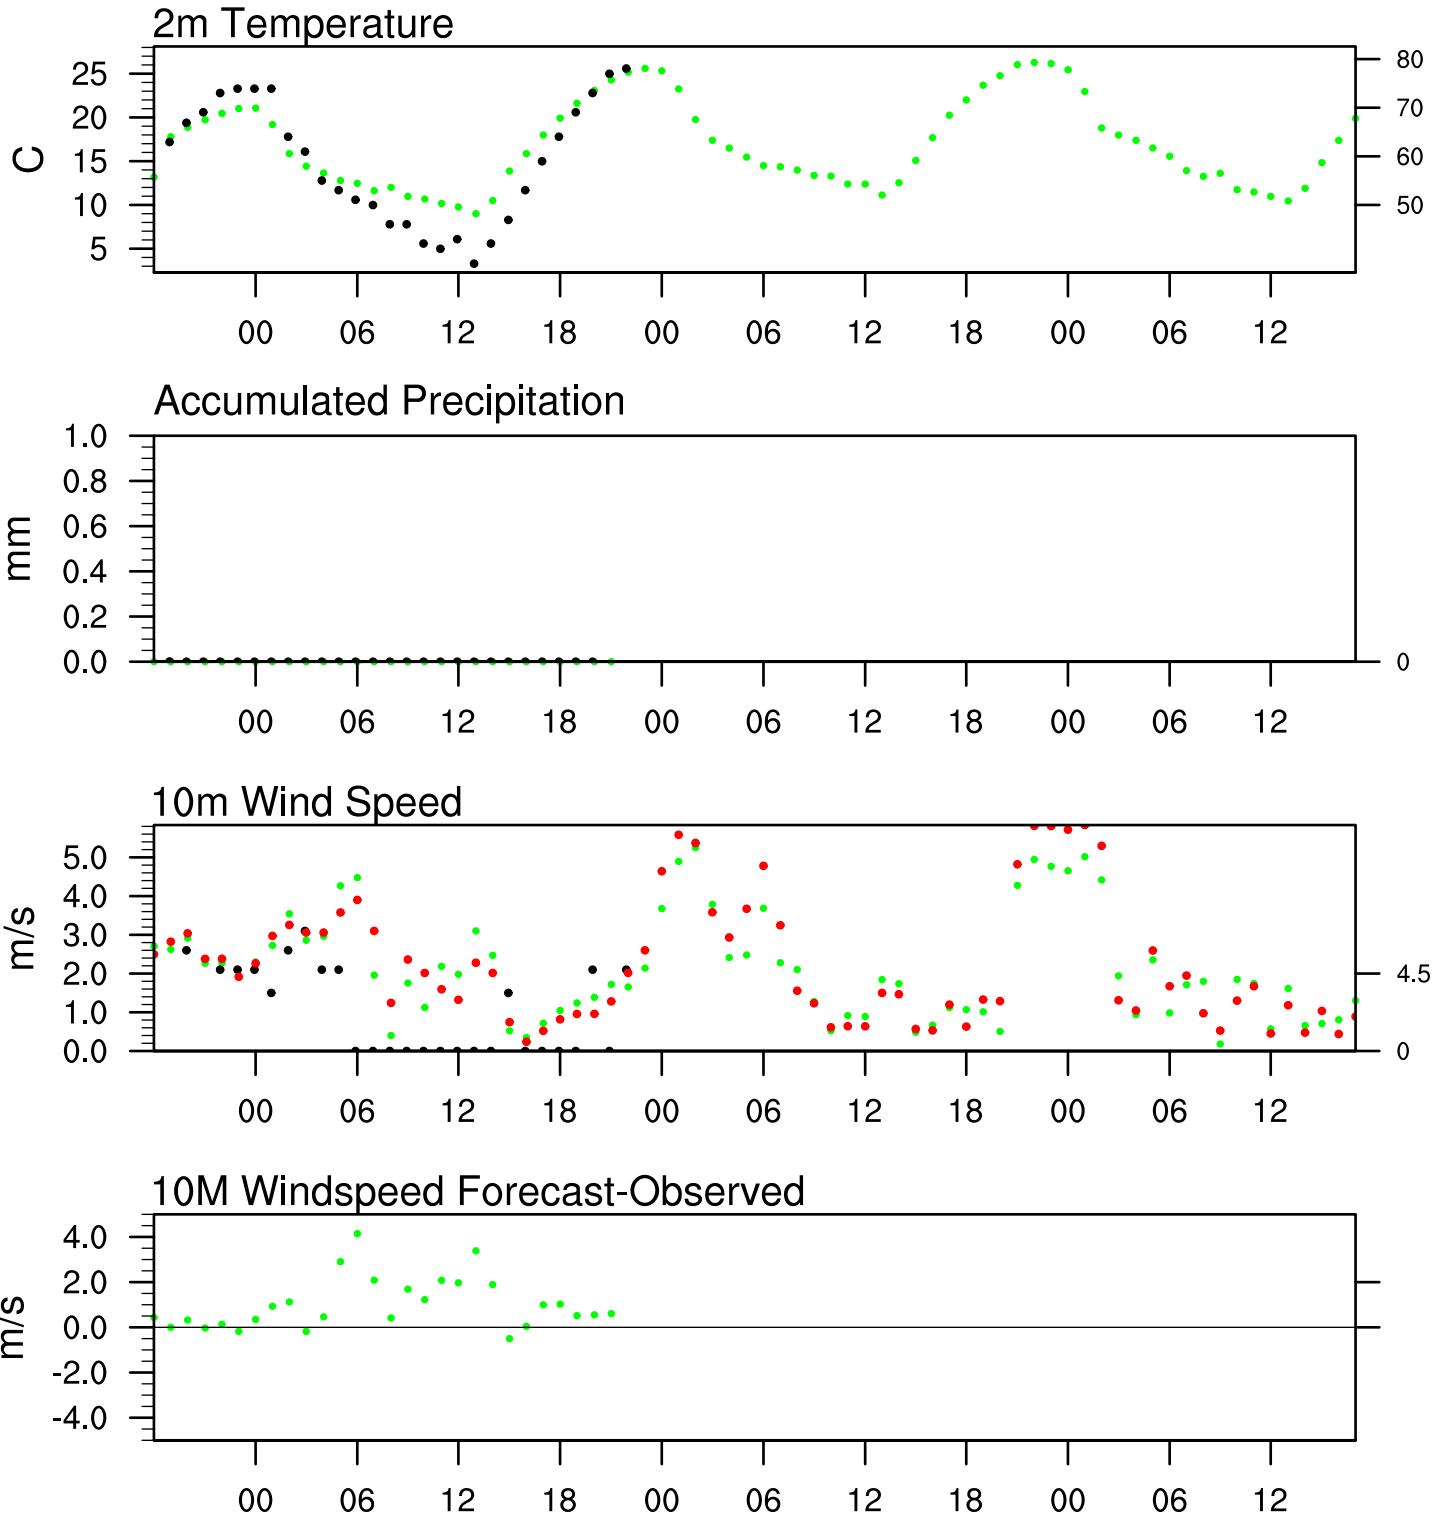 2m Temperature
25
20
15
10
5
C
80
70
60
50
00 06 12 18 00 06 12 18 00 06 12
Accumulated Precipitation
1.0
0.8
0.6
0.4
0.2
0.0
mm
0
00 06 12 18 00 06 12 18 00 06 12
10m Wind Speed
5.0
4.0
3.0
2.0
1.0
0.0
m/s
4.5
0
00 06 12 18 00 06 12 18 00 06 12
10M Windspeed Forecast-Observed
4.0
2.0
0.0
-2.0
-4.0
m/s
00 06 12 18 00 06 12 18 00 06 12